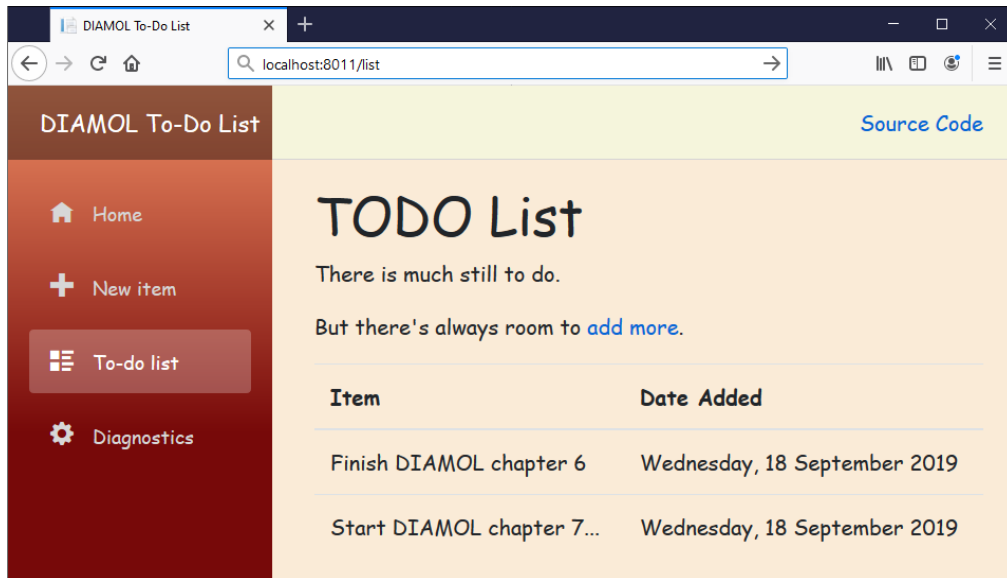 DIAMOL To-Do List
localhost:8011/list
DIAMOL To-Do List
Source Code
Home
New item
To-do list
Diagnostics
TODO List
There is much still to do.
But there's always room to add more.
Item Date Added
Finish DIAMOL chapter 6 Wednesday, 18 September 2019
Start DIAMOL chapter 7... Wednesday, 18 September 2019